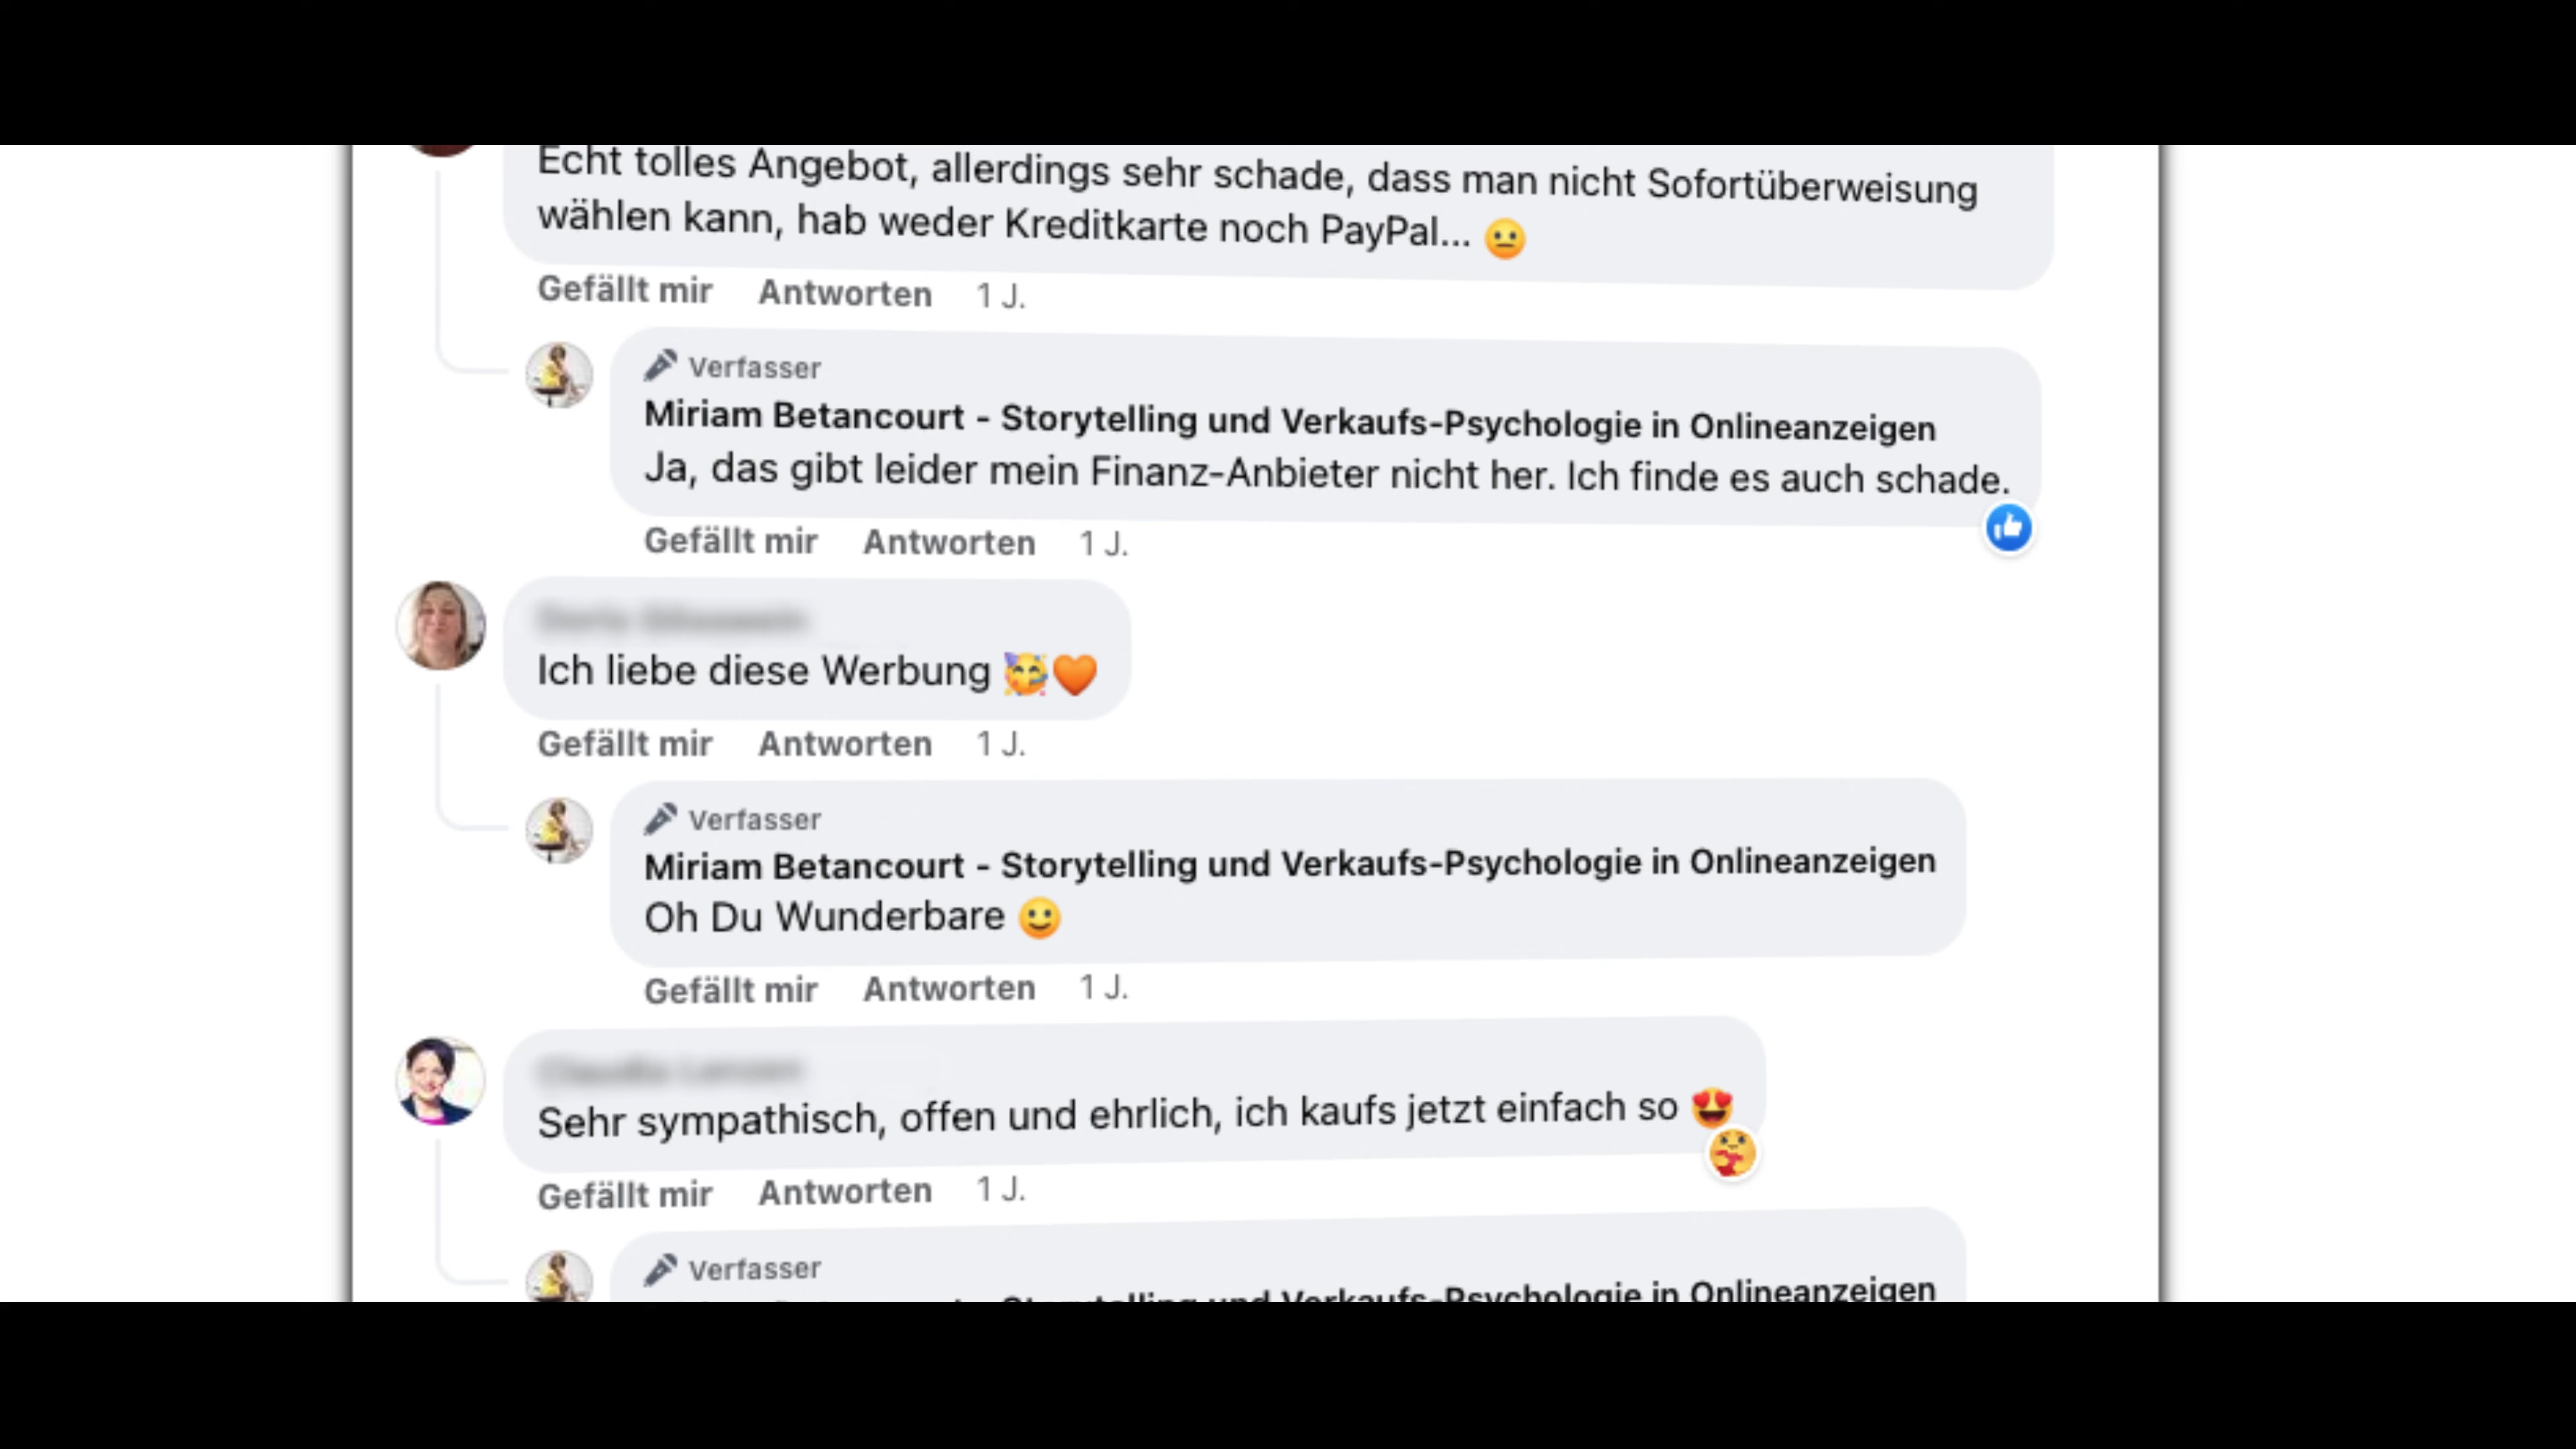 Echt tolles Angebot, allerdings sehr schade, dass man nicht Sofortüberweisung
wählen kann, hab weder Kreditkarte noch PayPal... 😐
Gefällt mir Antworten 1 J.
Verfasser
Miriam Betancourt - Storytelling und Verkaufs-Psychologie in Onlineanzeigen
Ja, das gibt leider mein Finanz-Anbieter nicht her. Ich finde es auch schade.
Gefällt mir Antworten 1 J.
Ich liebe diese Werbung 🥳🧡
Gefällt mir Antworten 1 J.
Verfasser
Miriam Betancourt - Storytelling und Verkaufs-Psychologie in Onlineanzeigen
Oh Du Wunderbare 🙂
Gefällt mir Antworten 1 J.
Sehr sympathisch, offen und ehrlich, ich kaufs jetzt einfach so 😍
Gefällt mir Antworten 1 J.
Verfasser
Storytelling und Verkaufs-Psychologie in Onlineanzeigen